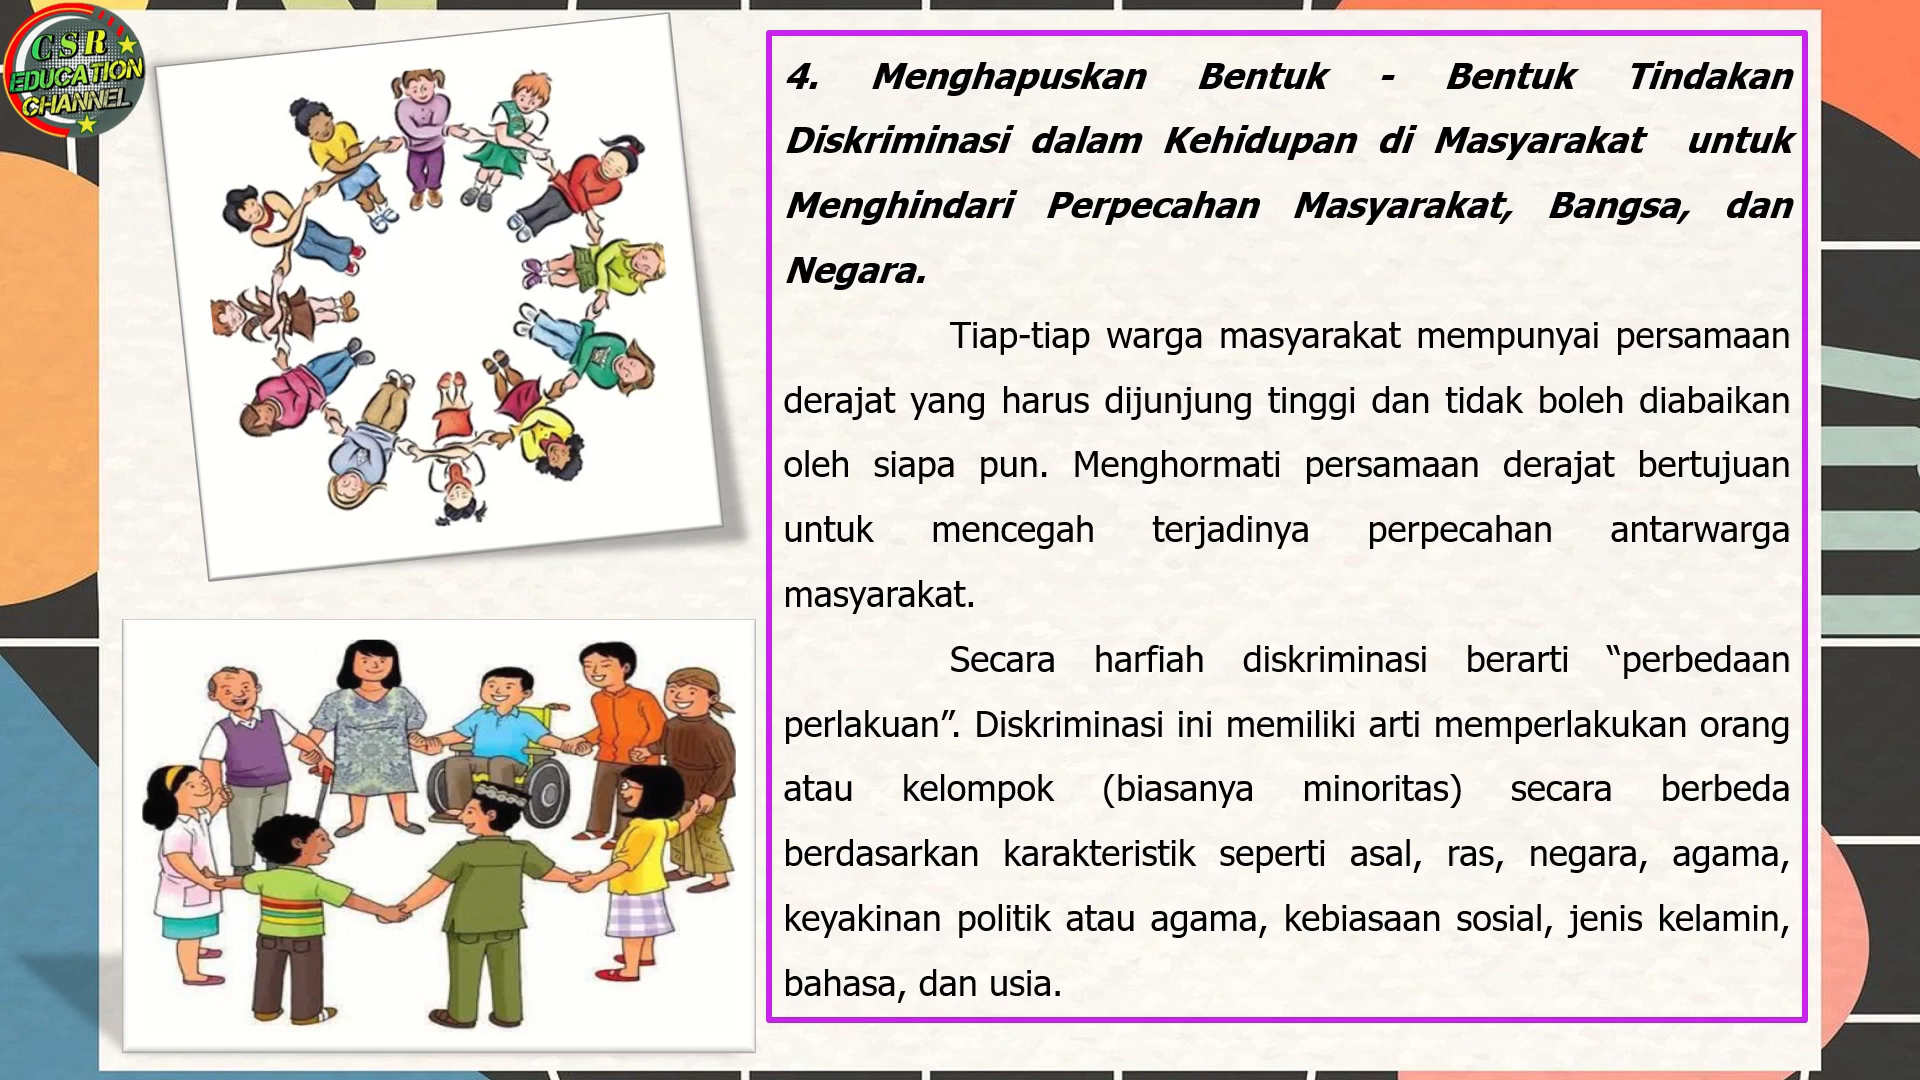 CSR
EDUCATION
CHANNEL
4. Menghapuskan Bentuk - Bentuk Tindakan
Diskriminasi dalam Kehidupan di Masyarakat untuk
Menghindari Perpecahan Masyarakat, Bangsa, dan
Negara.
Tiap-tiap warga masyarakat mempunyai persamaan
derajat yang harus dijunjung tinggi dan tidak boleh diabaikan
oleh siapa pun. Menghormati persamaan derajat bertujuan
untuk mencegah terjadinya perpecahan antarwarga
masyarakat.
Secara harfiah diskriminasi berarti “perbedaan
perlakuan”. Diskriminasi ini memiliki arti memperlakukan orang
atau kelompok (biasanya minoritas) secara berbeda
berdasarkan karakteristik seperti asal, ras, negara, agama,
keyakinan politik atau agama, kebiasaan sosial, jenis kelamin,
bahasa, dan usia.